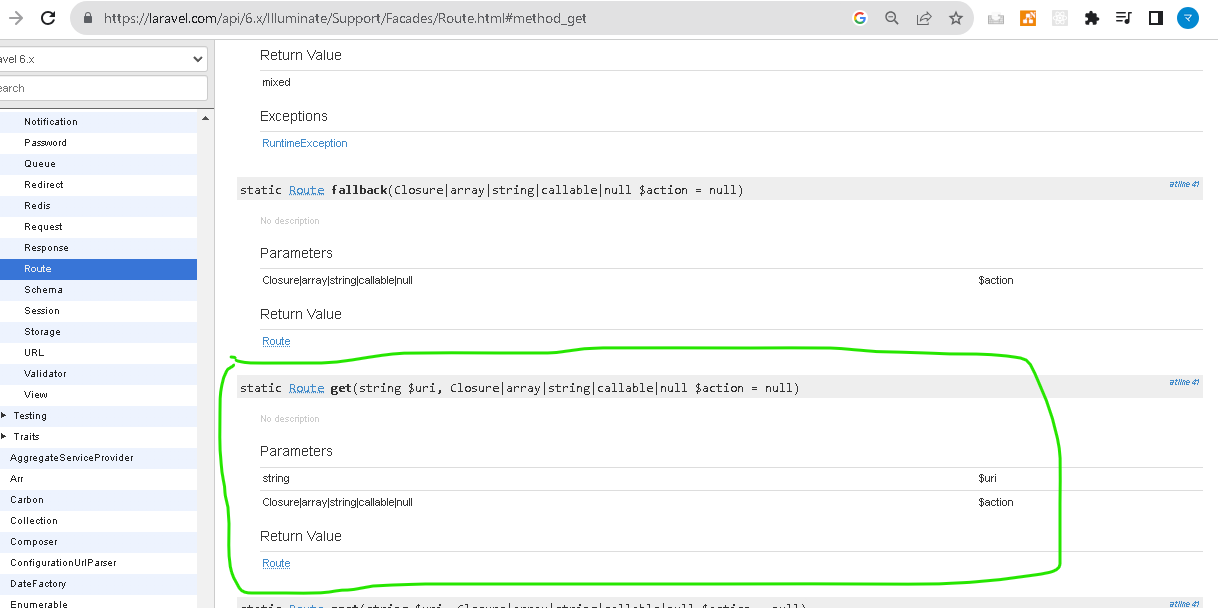 https://laravel.com/api/6.x/Illuminate/Support/Facades/Route.html#method_get
avel 6.x
earch
Notification
Password
Queue
Redirect
Redis
Request
Response
Route
Schema
Session
Storage
URL
Validator
View
Testing
Traits
AggregateServiceProvider
Arr
Carbon
Collection
Composer
ConfigurationUrlParser
DateFactory
Enumerable
Return Value
mixed
Exceptions
RuntimeException
static Route fallback(Closure|array|string|callable|null $action = null)
at line 41
No description
Parameters
Closure|array|string|callable|null $action
Return Value
Route
static Route get(string $uri, Closure|array|string|callable|null $action = null)
at line 41
No description
Parameters
string $uri
Closure|array|string|callable|null $action
Return Value
Route
at line 41